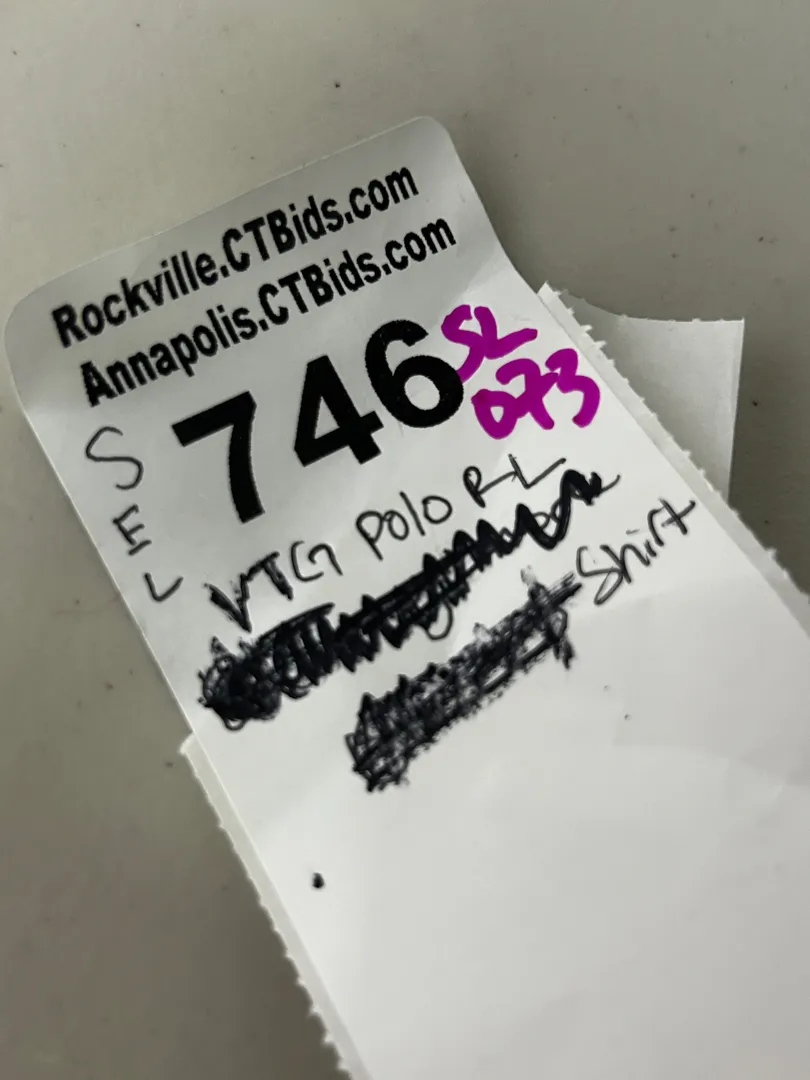 Rockville.CTBids.com
Annapolis.CTBids.com
746
SL
073
S
E
L
VTG Polo RL
Shirt